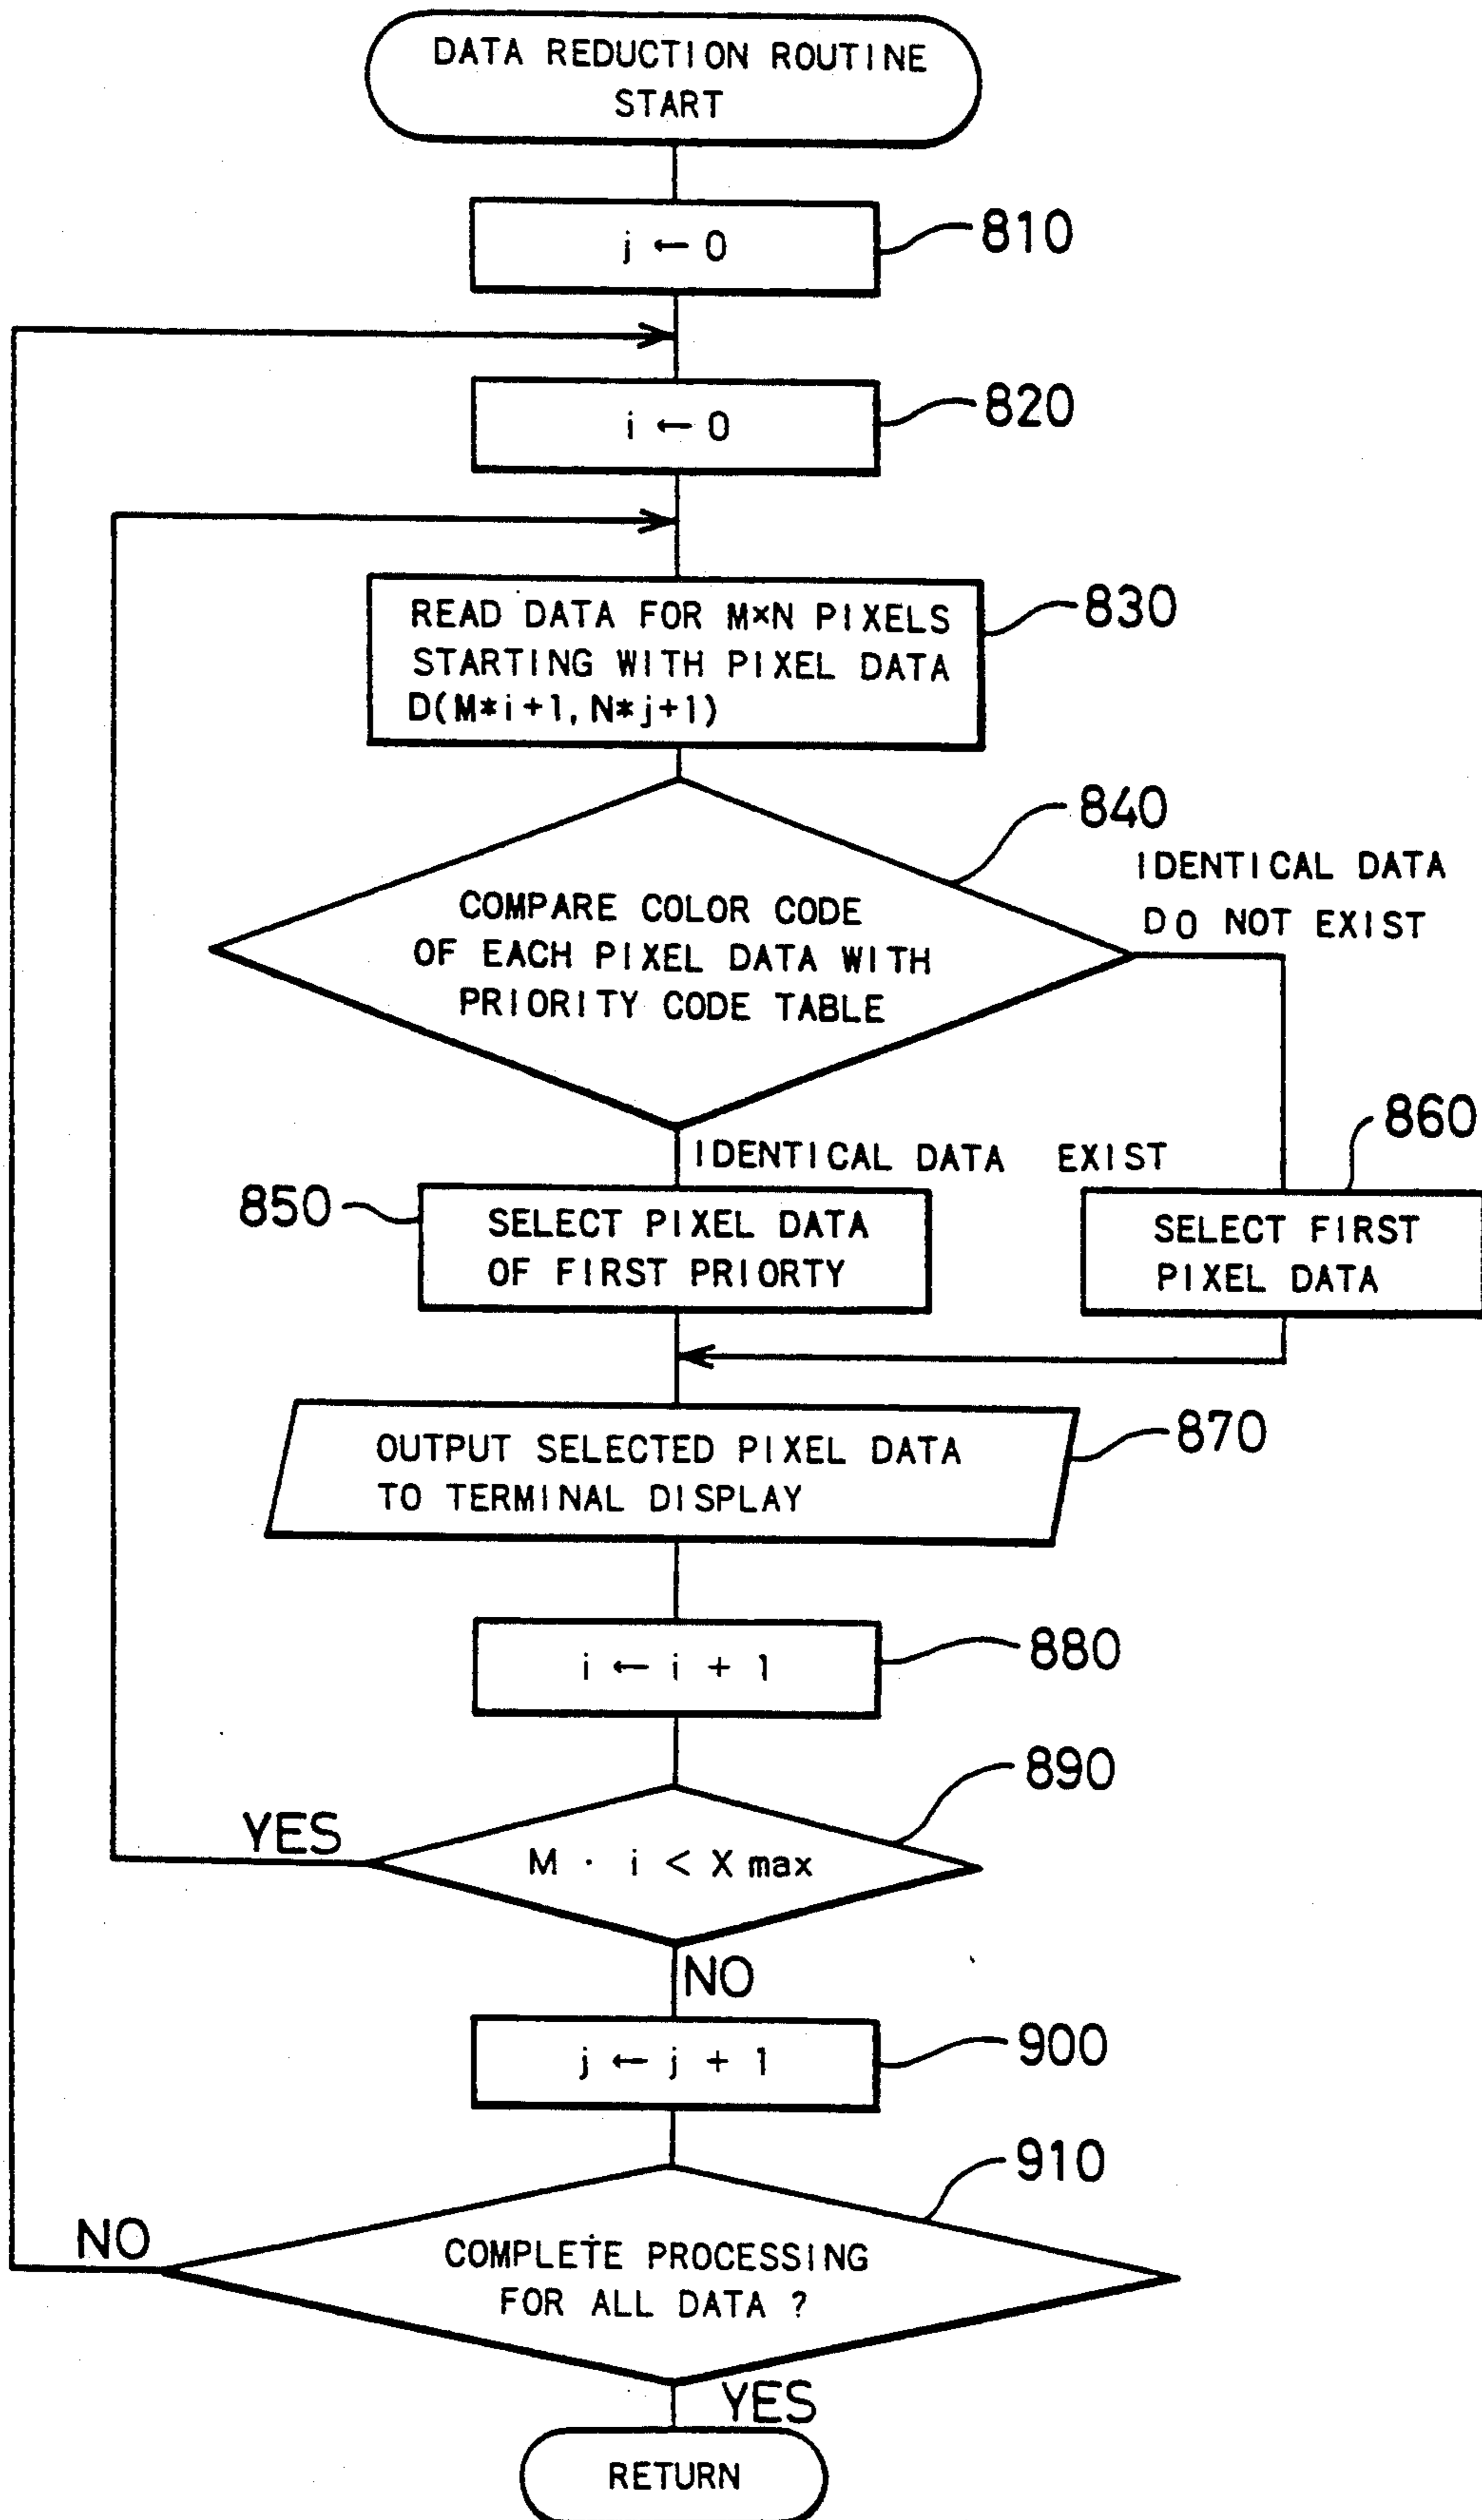 DATA REDUCTION ROUTINE
START
j ← 0
810
i ← 0
820
READ DATA FOR M×N PIXELS
STARTING WITH PIXEL DATA
D(M*i+1, N*j+1)
830
840
COMPARE COLOR CODE
OF EACH PIXEL DATA WITH
PRIORITY CODE TABLE
IDENTICAL DATA
DO NOT EXIST
IDENTICAL DATA EXIST
850
SELECT PIXEL DATA
OF FIRST PRIORTY
860
SELECT FIRST
PIXEL DATA
OUTPUT SELECTED PIXEL DATA
TO TERMINAL DISPLAY
870
i ← i + 1
880
890
M · i < X max
YES
NO
j ← j + 1
900
910
COMPLETE PROCESSING
FOR ALL DATA ?
NO
YES
RETURN